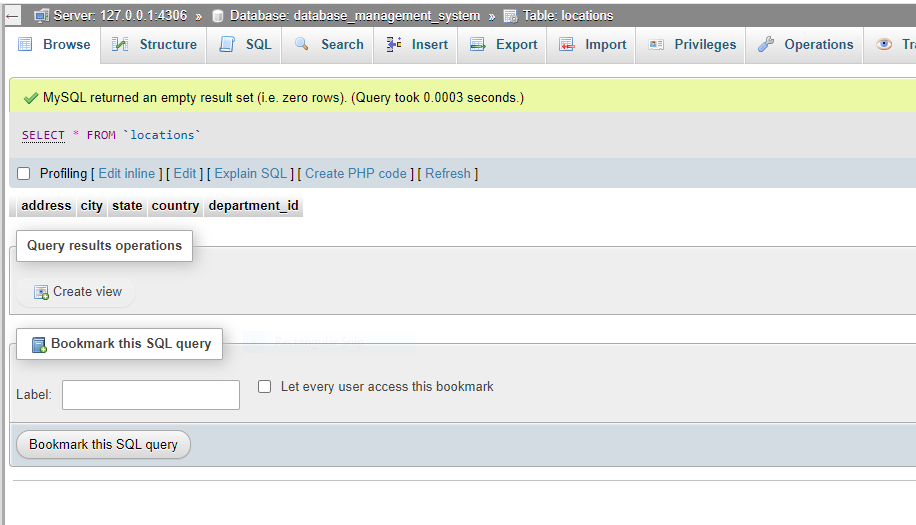 ← Server: 127.0.0.1:4306 » Database: database_management_system » Table: locations
Browse Structure SQL Search Insert Export Import Privileges Operations Tr
MySQL returned an empty result set (i.e. zero rows). (Query took 0.0003 seconds.)
SELECT * FROM `locations`
Profiling [ Edit inline ] [ Edit ] [ Explain SQL ] [ Create PHP code ] [ Refresh ]
address city state country department_id
Query results operations
Create view
Bookmark this SQL query
Label: Let every user access this bookmark
Bookmark this SQL query